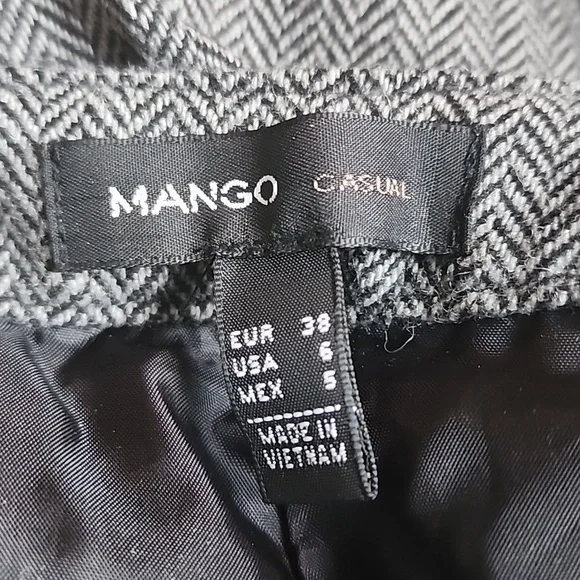 MANGO CASUAL
EUR 38
USA 6
MEX 5
MADE IN
VIETNAM